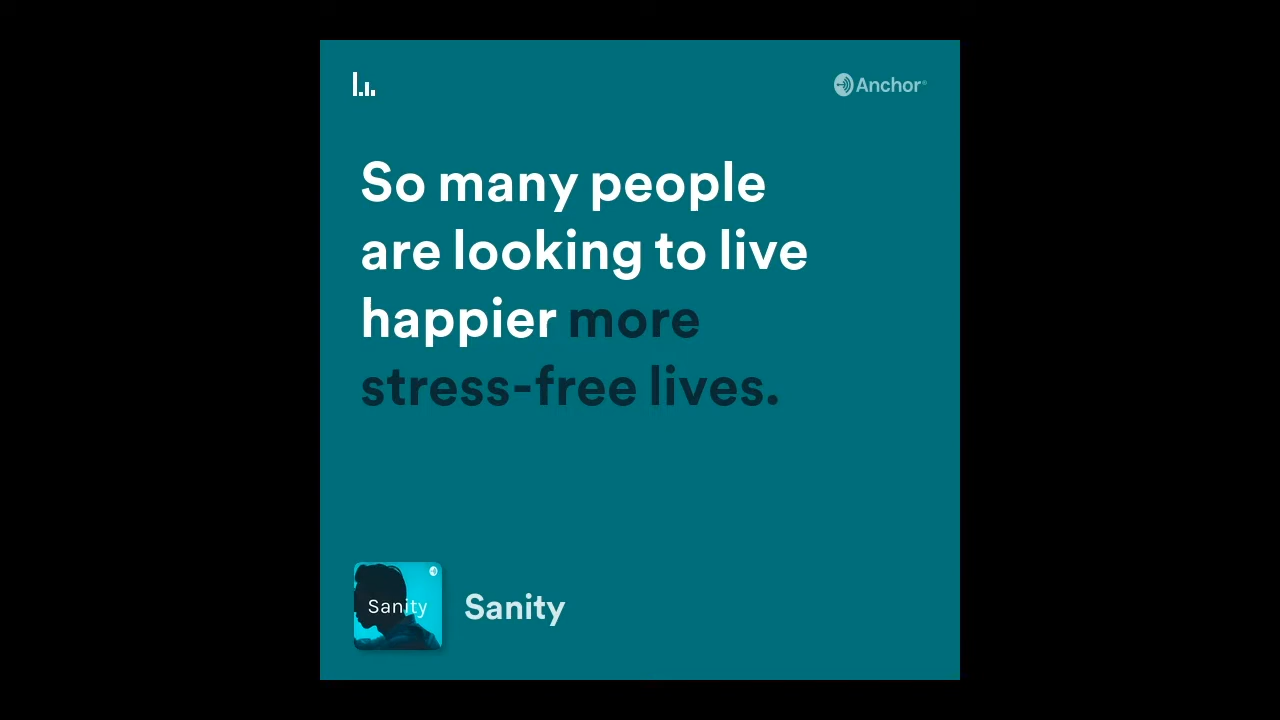 Anchor
So many people
are looking to live
happier more
stress-free lives.
Sanity
Sanity